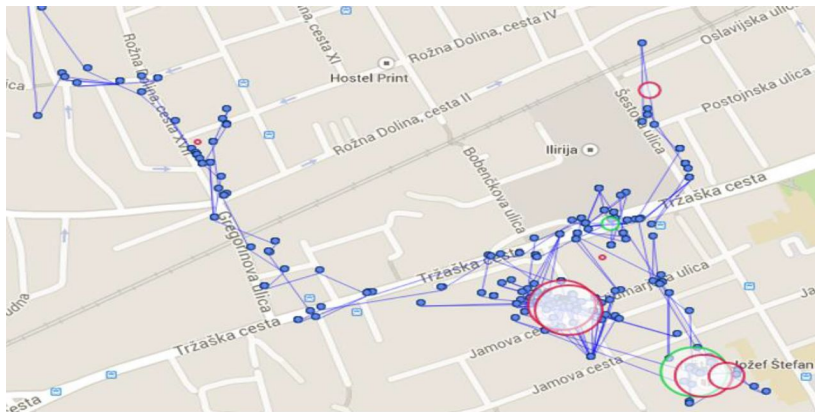 Rožna Dolina, cesta XVII
Rožna Dolina, cesta XI
Rožna Dolina, cesta IV
Oslavijska ulica
Hostel Print
Postojnska ulica
Šestova ulica
Rožna Dolina, cesta II
Ilirija
Bobenčkova ulica
Tržaška cesta
Gregorinova ulica
Tržaška cesta
Tržaška cesta
Jamova cesta
Jožef Štefan
Jamova cesta
cesta